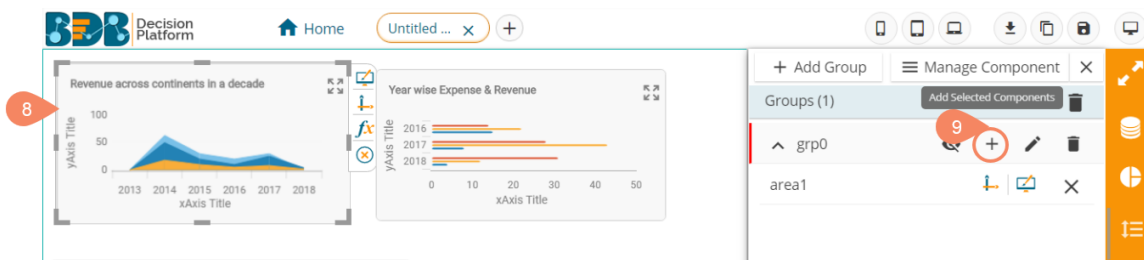 BDB Decision Platform
Home
Untitled ...
+ Add Group
Manage Component
Groups (1)
Add Selected Components
8
9
grp0
area1
Revenue across continents in a decade
yAxis Title
100
50
0
2013 2014 2015 2016 2017 2018
xAxis Title
fx
Year wise Expense & Revenue
yAxis Title
2016
2017
2018
0 10 20 30 40 50
xAxis Title